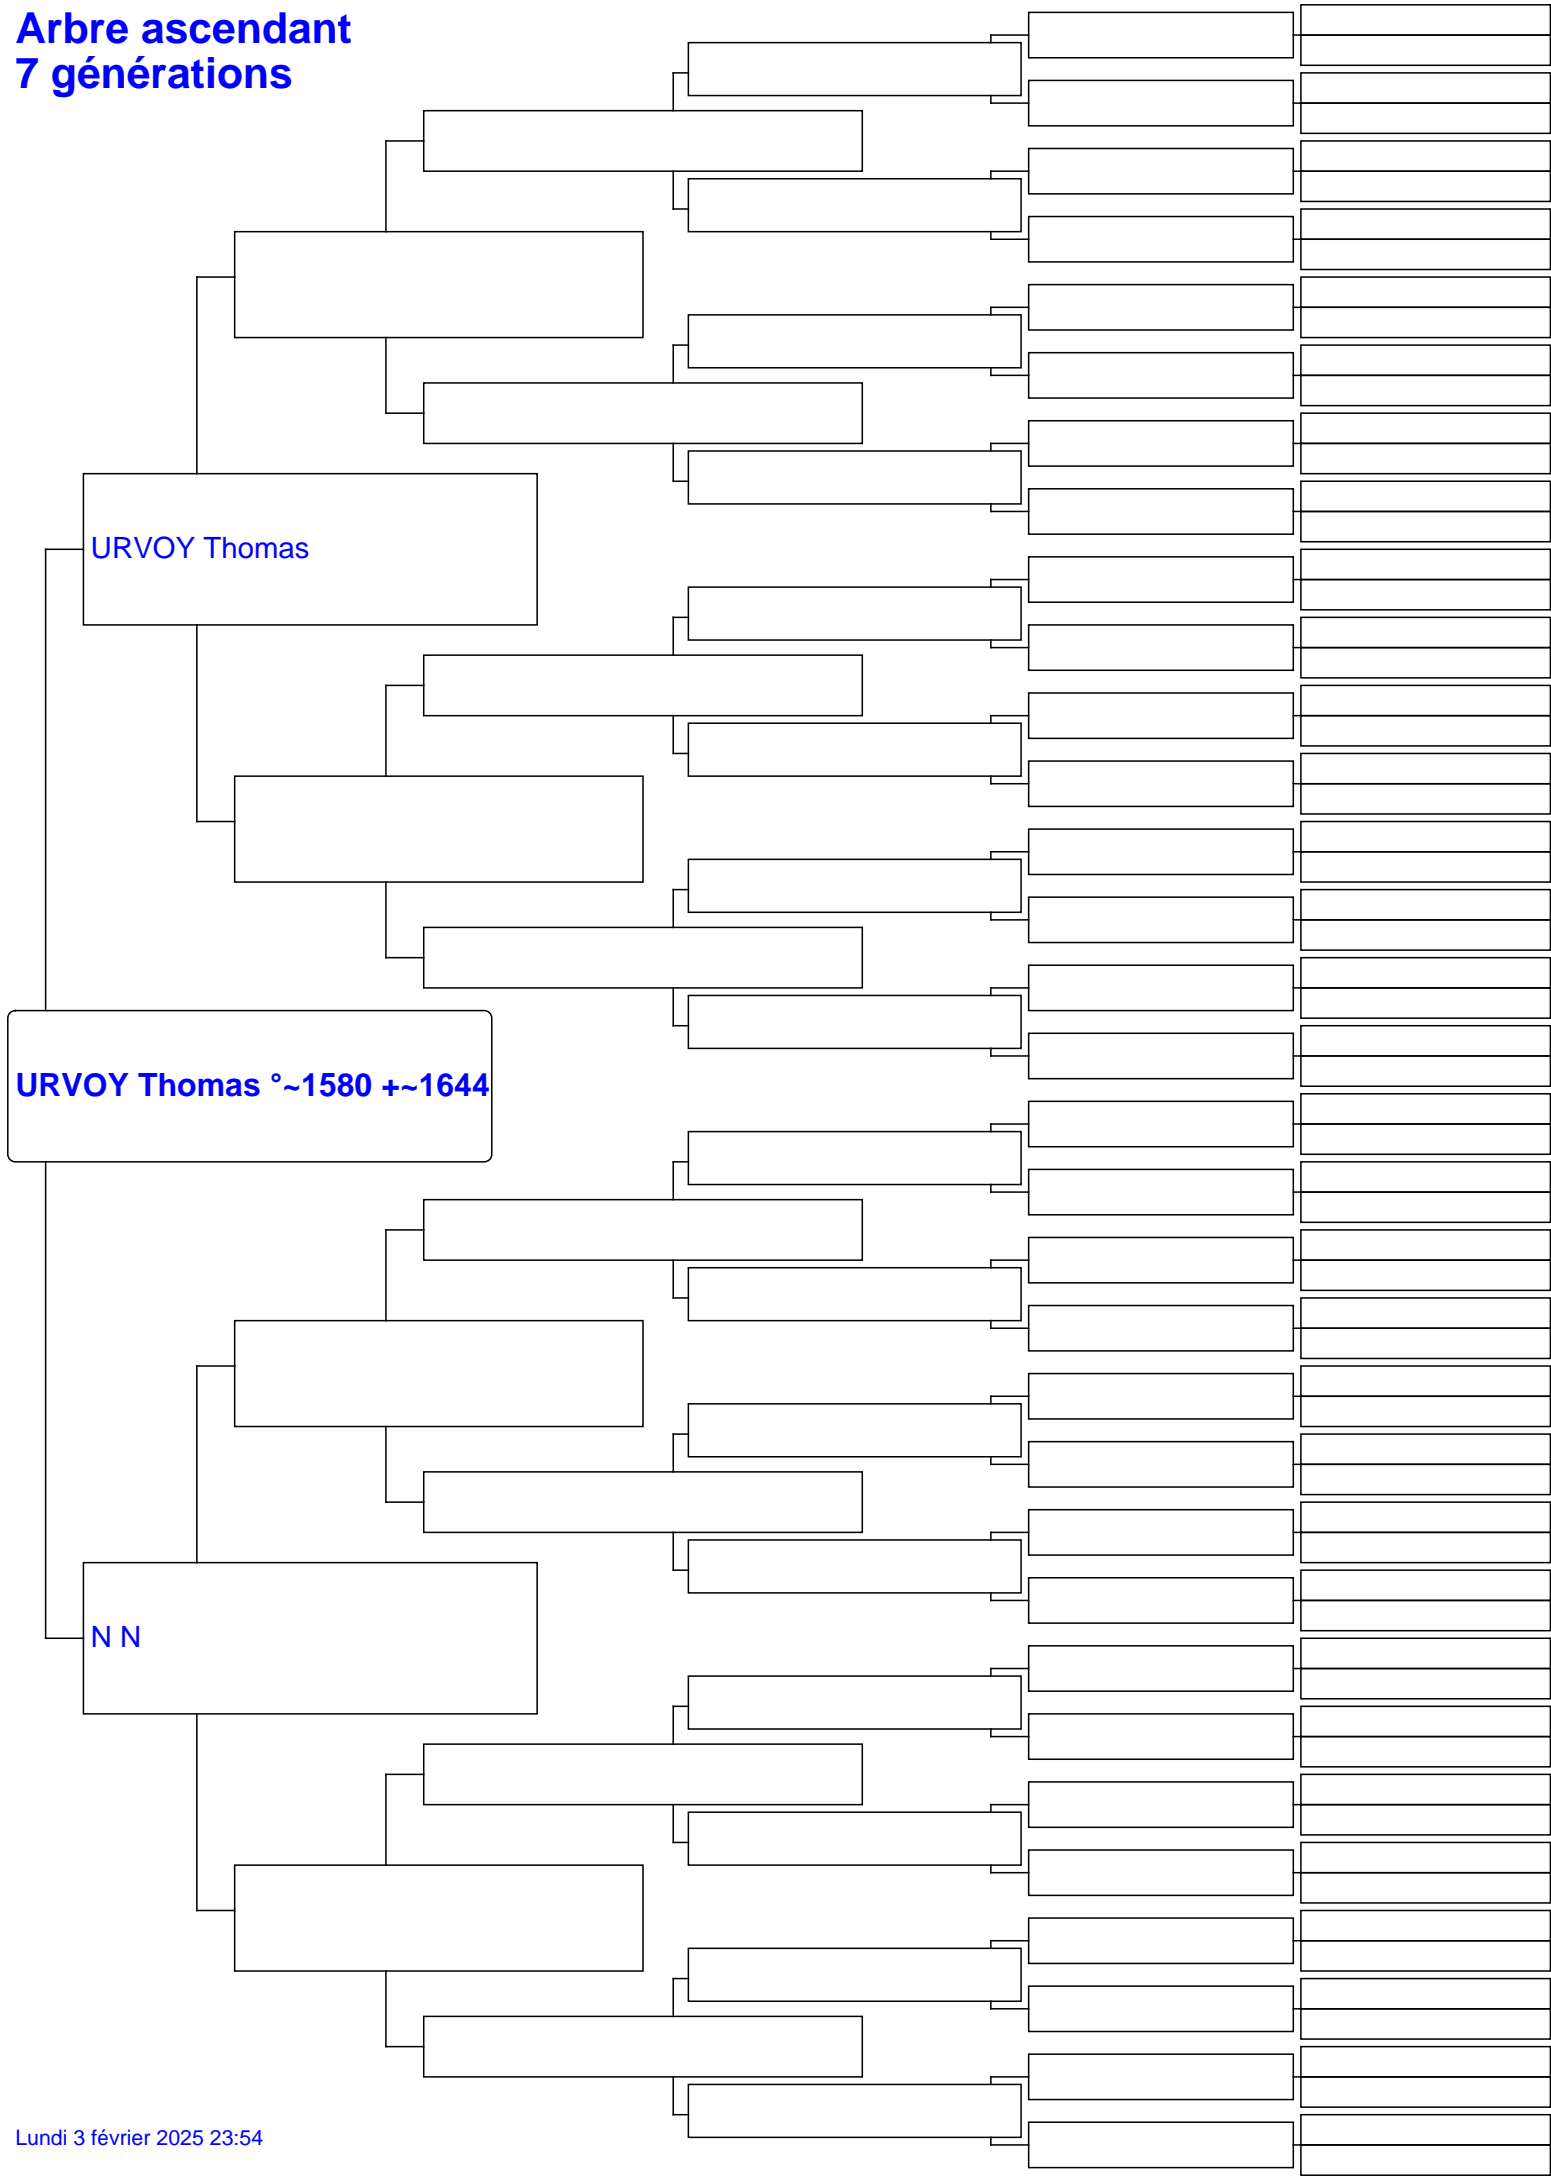 Arbre ascendant
7 générations
URVOY Thomas
URVOY Thomas °~1580 +~1644
N N
Lundi 3 février 2025 23:54